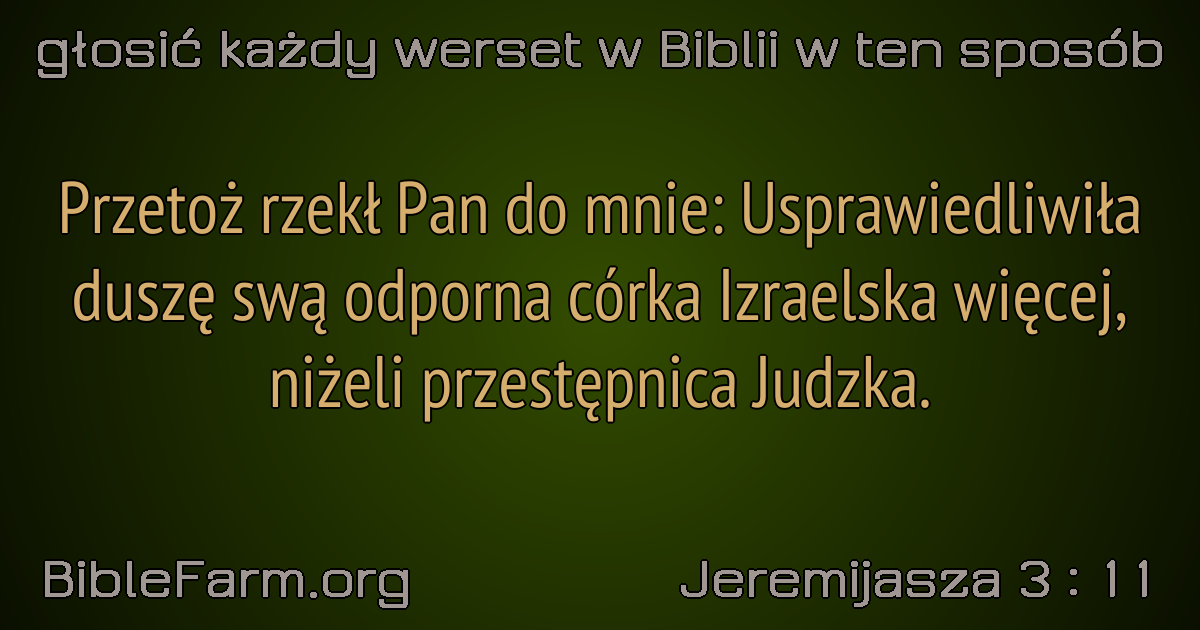 głosić każdy werset w Biblii w ten sposób
Przetoż rzekł Pan do mnie: Usprawiedliwiła
duszę swą odporna córka Izraelska więcej,
niżeli przestępnica Judzka.
BibleFarm.org
Jeremijasza 3 : 11